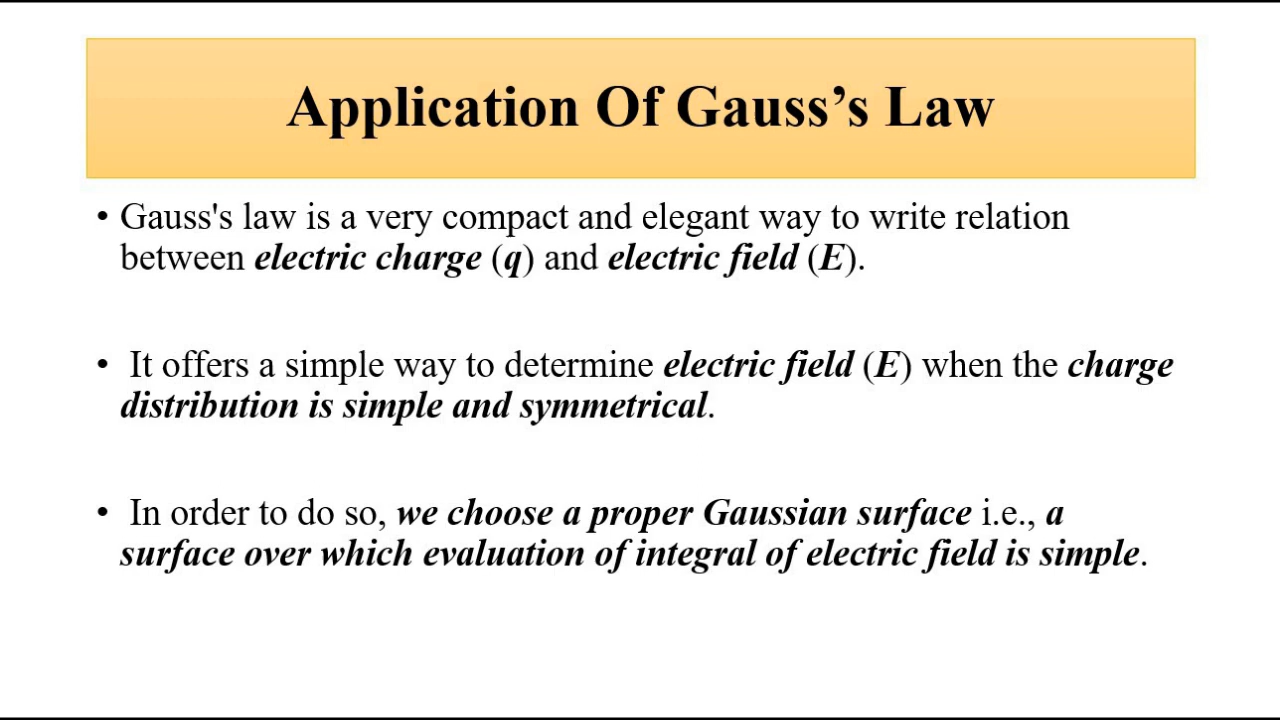 Application Of Gauss’s Law
• Gauss's law is a very compact and elegant way to write relation
between electric charge (q) and electric field (E).
• It offers a simple way to determine electric field (E) when the charge
distribution is simple and symmetrical.
• In order to do so, we choose a proper Gaussian surface i.e., a
surface over which evaluation of integral of electric field is simple.